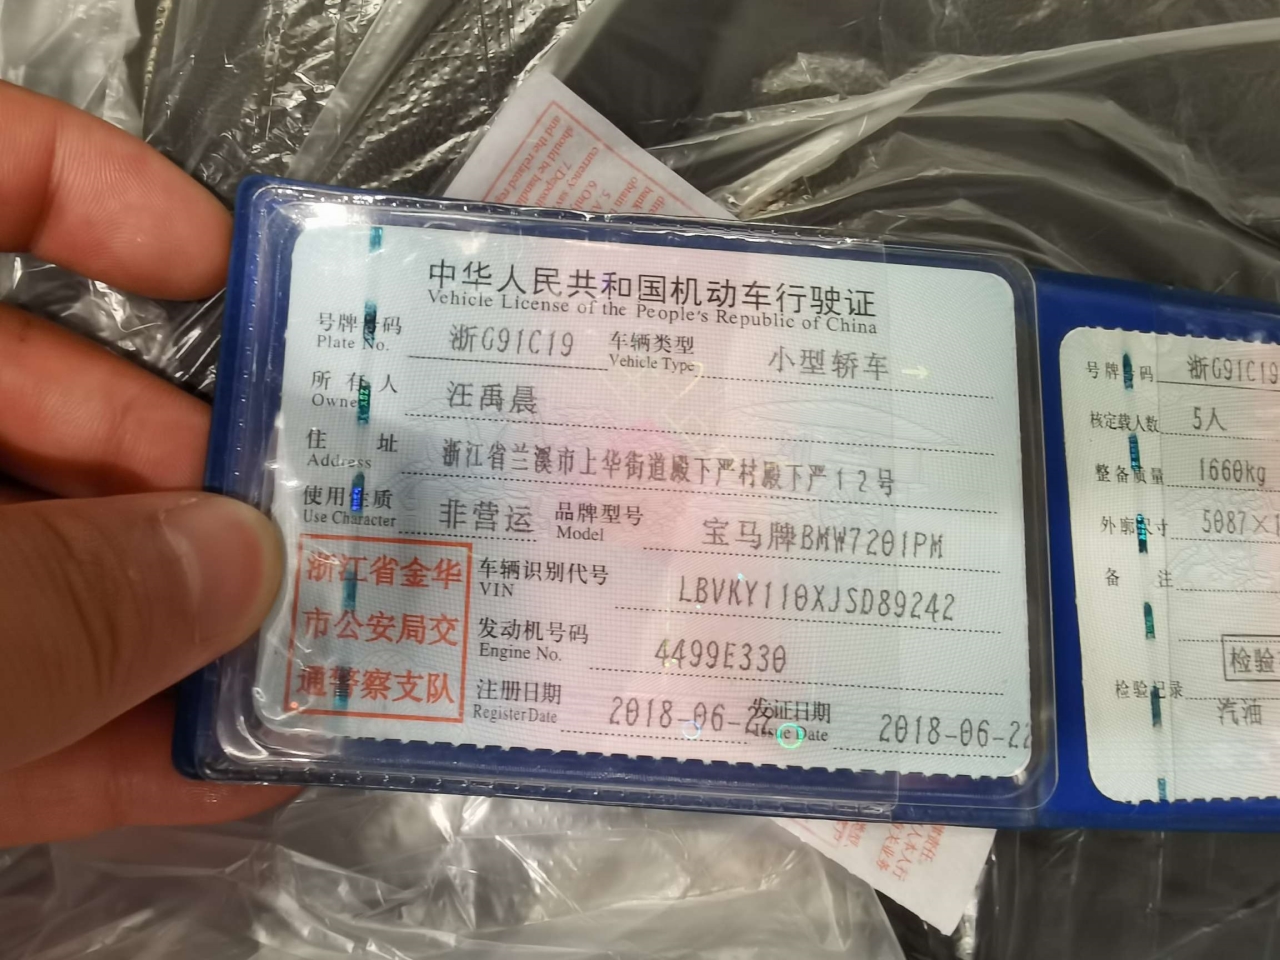 中华人民共和国机动车行驶证
Vehicle License of the People's Republic of China
号牌号码 浙G91C19 车辆类型 小型轿车
Plate No. Vehicle Type
所有人 汪禹晨
Owner
住址 浙江省兰溪市上华街道殿下严村殿下严12号
Address
使用性质 非营运 品牌型号 宝马牌BMW7201PM
Use Character Model
浙江省金华
市公安局交
通警察支队
车辆识别代号 LBVKY110XJSD89242
VIN
发动机号码 4499E330
Engine No.
注册日期 2018-06-22 发证日期 2018-06-22
Register Date Issue Date
号牌号码 浙G91C19
核定载人数 5人
整备质量 1660kg
外廓尺寸 5087×
备注
检验
检验记录
汽油